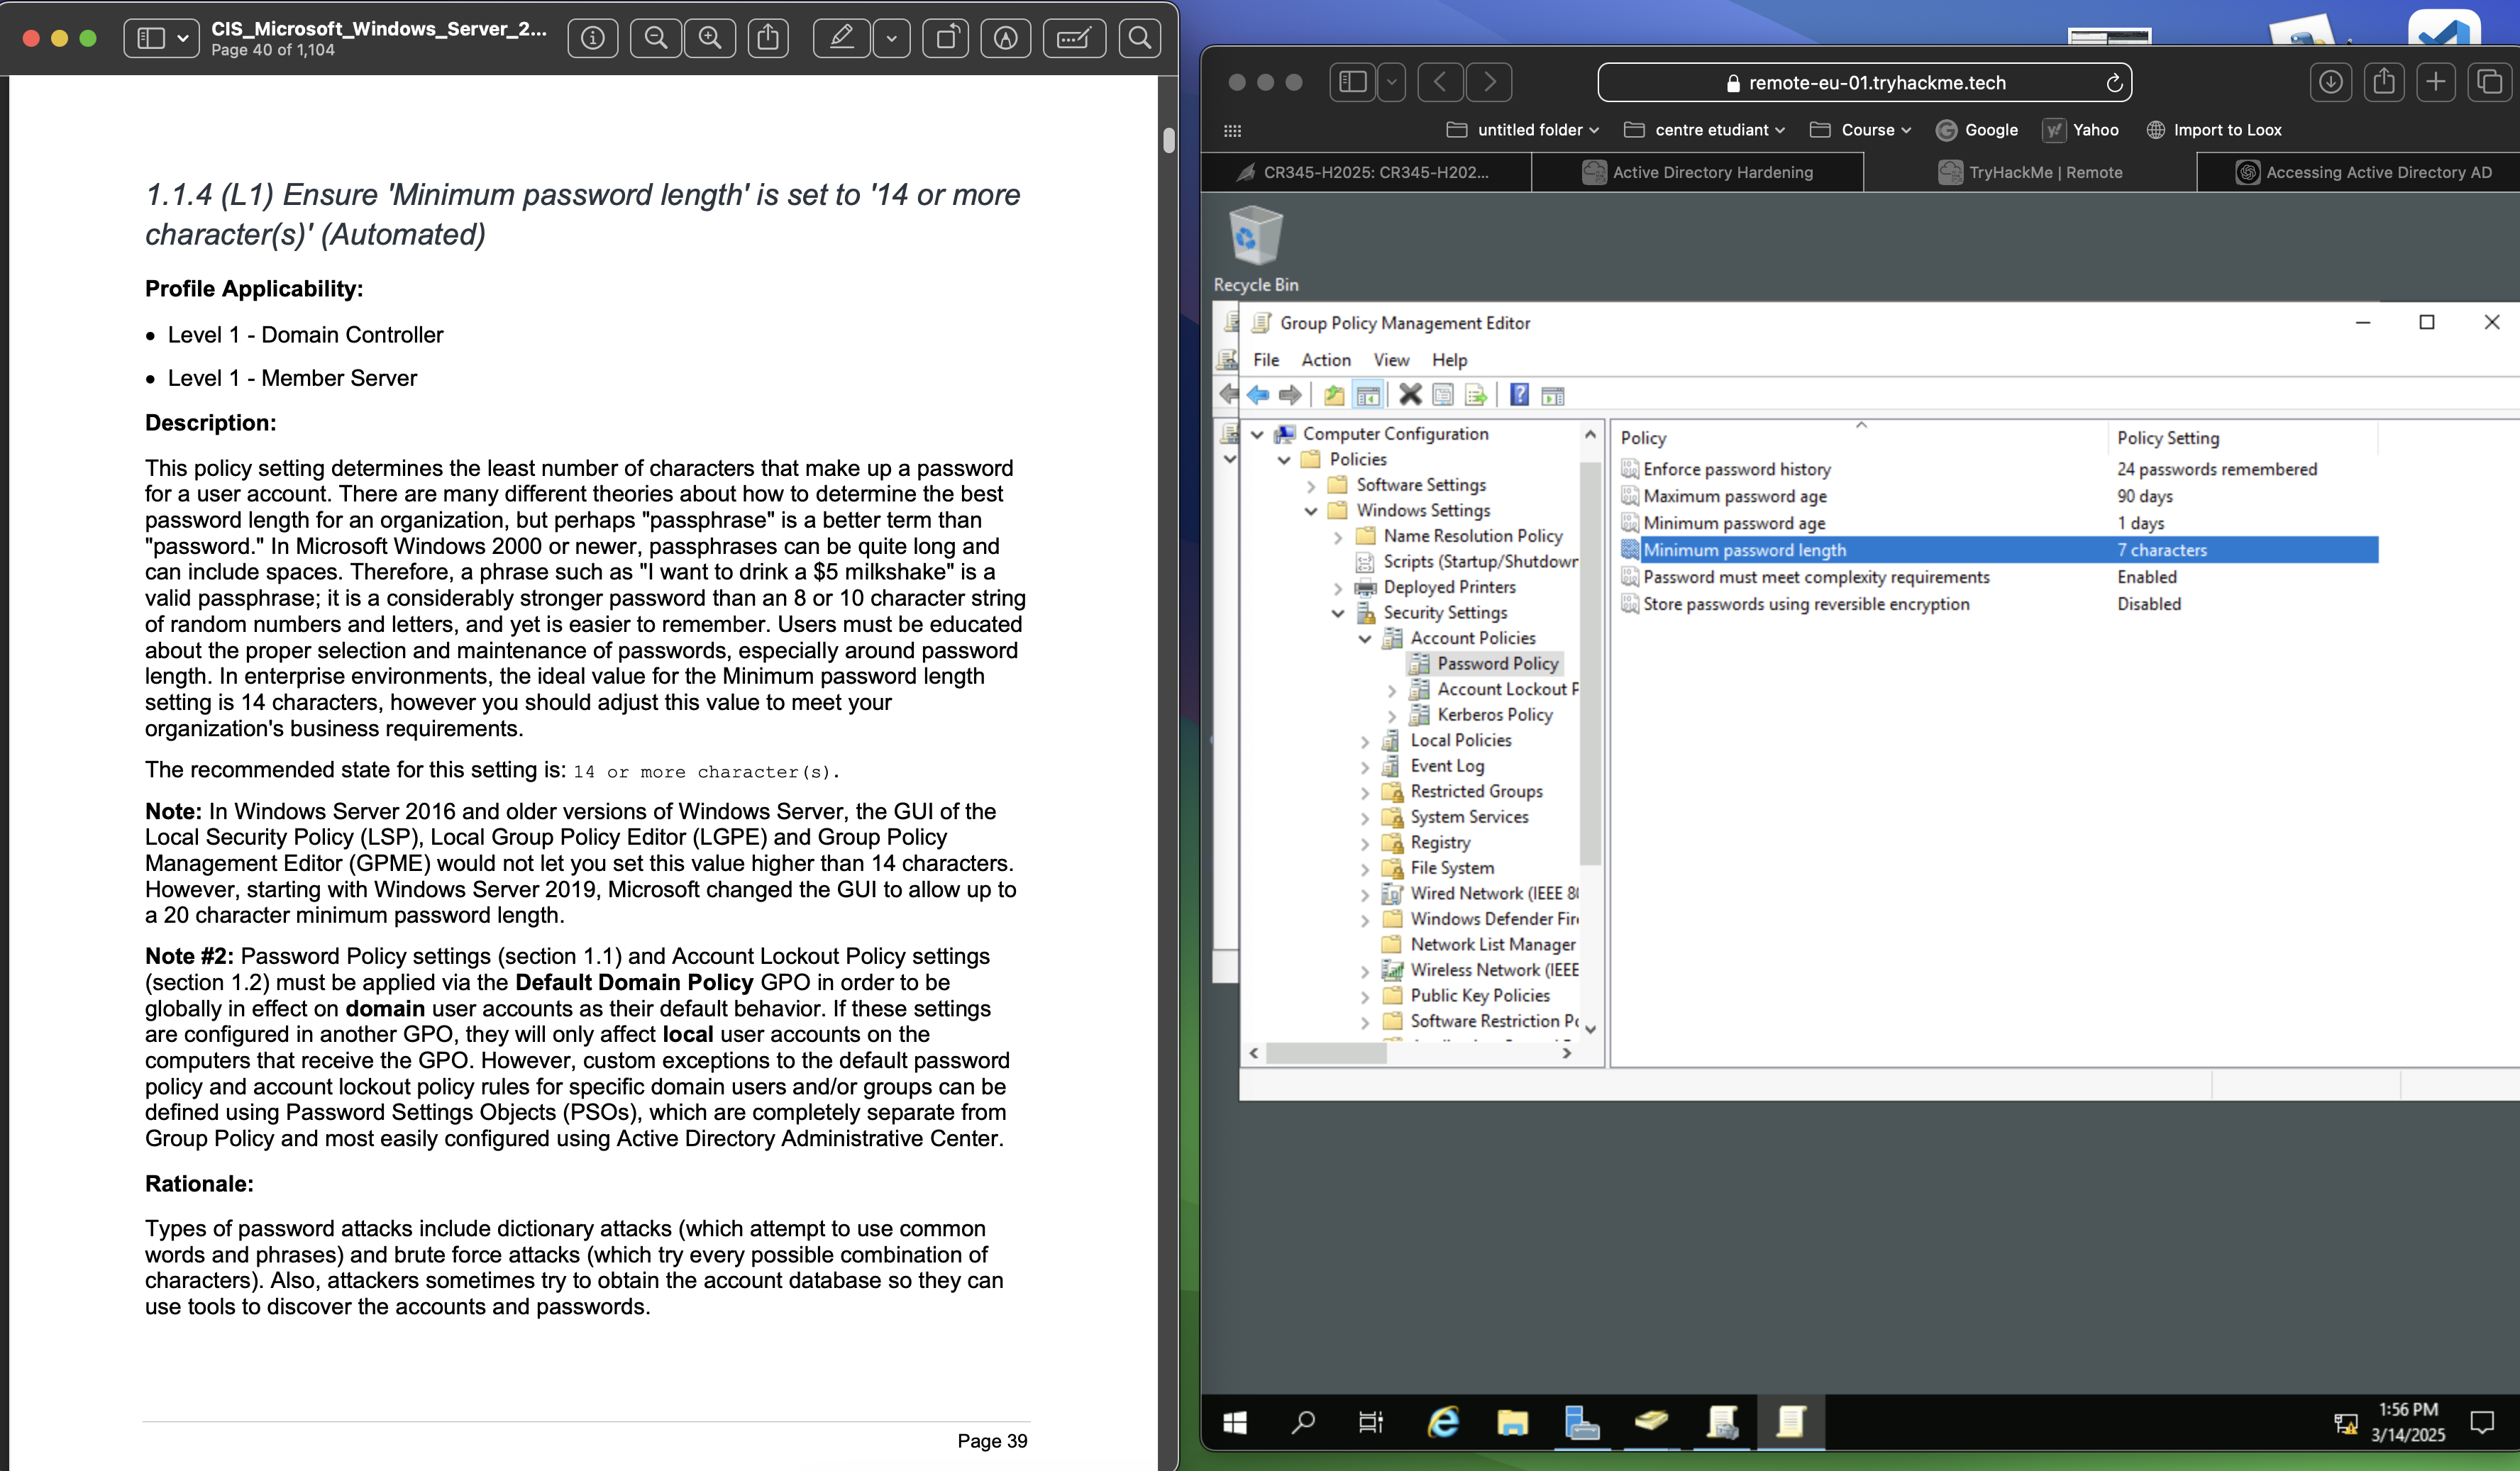 CIS_Microsoft_Windows_Server_2...
Page 40 of 1,104
1.1.4 (L1) Ensure 'Minimum password length' is set to '14 or more
character(s)' (Automated)
Profile Applicability:
• Level 1 - Domain Controller
• Level 1 - Member Server
Description:
This policy setting determines the least number of characters that make up a password
for a user account. There are many different theories about how to determine the best
password length for an organization, but perhaps "passphrase" is a better term than
"password." In Microsoft Windows 2000 or newer, passphrases can be quite long and
can include spaces. Therefore, a phrase such as "I want to drink a $5 milkshake" is a
valid passphrase; it is a considerably stronger password than an 8 or 10 character string
of random numbers and letters, and yet is easier to remember. Users must be educated
about the proper selection and maintenance of passwords, especially around password
length. In enterprise environments, the ideal value for the Minimum password length
setting is 14 characters, however you should adjust this value to meet your
organization's business requirements.
The recommended state for this setting is: 14 or more character(s).
Note: In Windows Server 2016 and older versions of Windows Server, the GUI of the
Local Security Policy (LSP), Local Group Policy Editor (LGPE) and Group Policy
Management Editor (GPME) would not let you set this value higher than 14 characters.
However, starting with Windows Server 2019, Microsoft changed the GUI to allow up to
a 20 character minimum password length.
Note #2: Password Policy settings (section 1.1) and Account Lockout Policy settings
(section 1.2) must be applied via the Default Domain Policy GPO in order to be
globally in effect on domain user accounts as their default behavior. If these settings
are configured in another GPO, they will only affect local user accounts on the
computers that receive the GPO. However, custom exceptions to the default password
policy and account lockout policy rules for specific domain users and/or groups can be
defined using Password Settings Objects (PSOs), which are completely separate from
Group Policy and most easily configured using Active Directory Administrative Center.
Rationale:
Types of password attacks include dictionary attacks (which attempt to use common
words and phrases) and brute force attacks (which try every possible combination of
characters). Also, attackers sometimes try to obtain the account database so they can
use tools to discover the accounts and passwords.
Page 39
remote-eu-01.tryhackme.tech
untitled folder
centre etudiant
Course
Google
Yahoo
Import to Loox
CR345-H2025: CR345-H202...
Active Directory Hardening
TryHackMe | Remote
Accessing Active Directory AD
Recycle Bin
Group Policy Management Editor
File Action View Help
Computer Configuration
Policies
Software Settings
Windows Settings
Name Resolution Policy
Scripts (Startup/Shutdown
Deployed Printers
Security Settings
Account Policies
Password Policy
Account Lockout P
Kerberos Policy
Local Policies
Event Log
Restricted Groups
System Services
Registry
File System
Wired Network (IEEE 80
Windows Defender Fire
Network List Manager
Wireless Network (IEEE
Public Key Policies
Software Restriction Po
Policy Policy Setting
Enforce password history 24 passwords remembered
Maximum password age 90 days
Minimum password age 1 days
Minimum password length 7 characters
Password must meet complexity requirements Enabled
Store passwords using reversible encryption Disabled
1:56 PM
3/14/2025